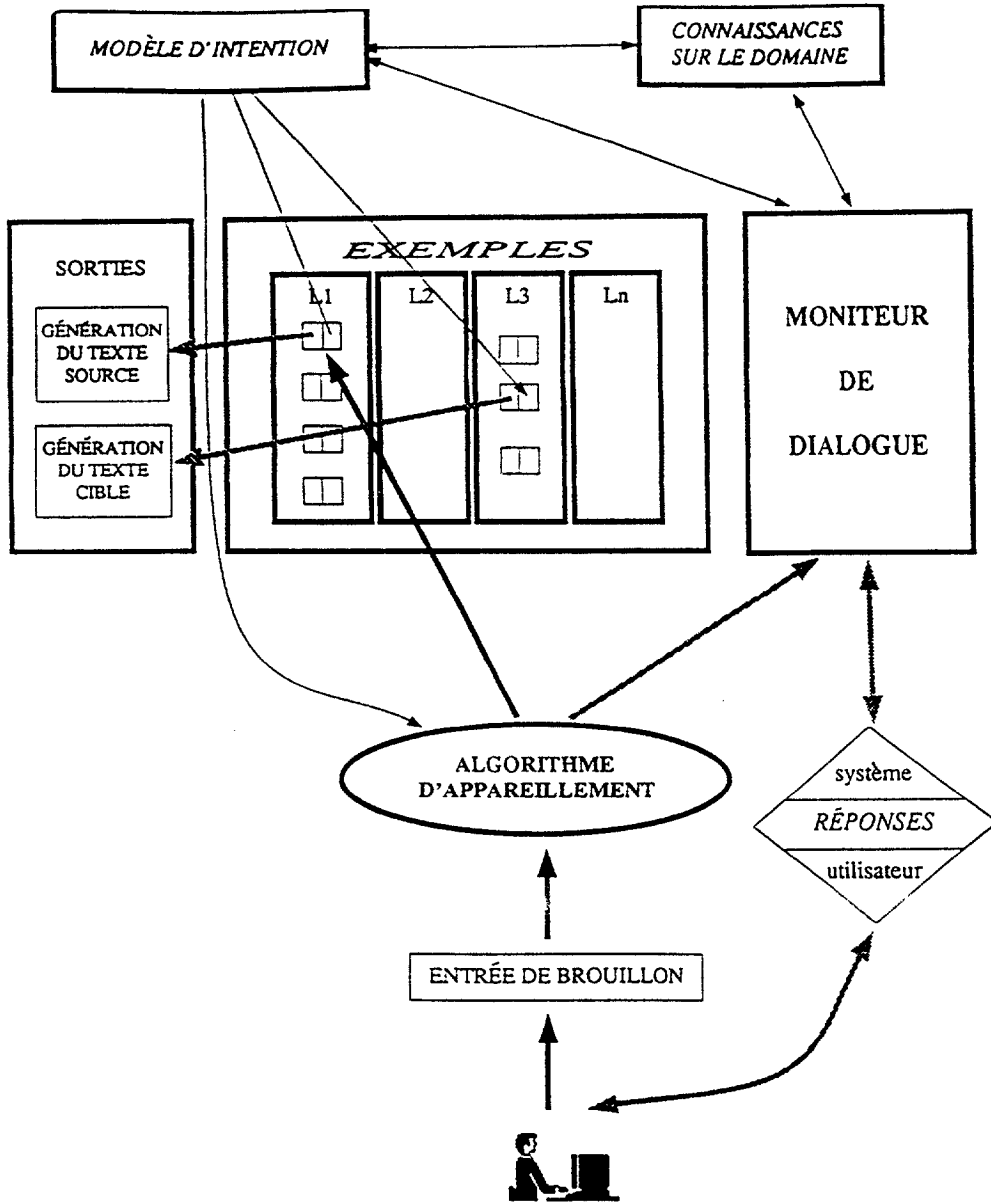 MODÈLE D'INTENTION
CONNAISSANCES
SUR LE DOMAINE
SORTIES
GÉNÉRATION
DU TEXTE
SOURCE
GÉNÉRATION
DU TEXTE
CIBLE
EXEMPLES
L1
L2
L3
Ln
MONITEUR
DE
DIALOGUE
ALGORITHME
D'APPAREILLEMENT
système
RÉPONSES
utilisateur
ENTRÉE DE BROUILLON